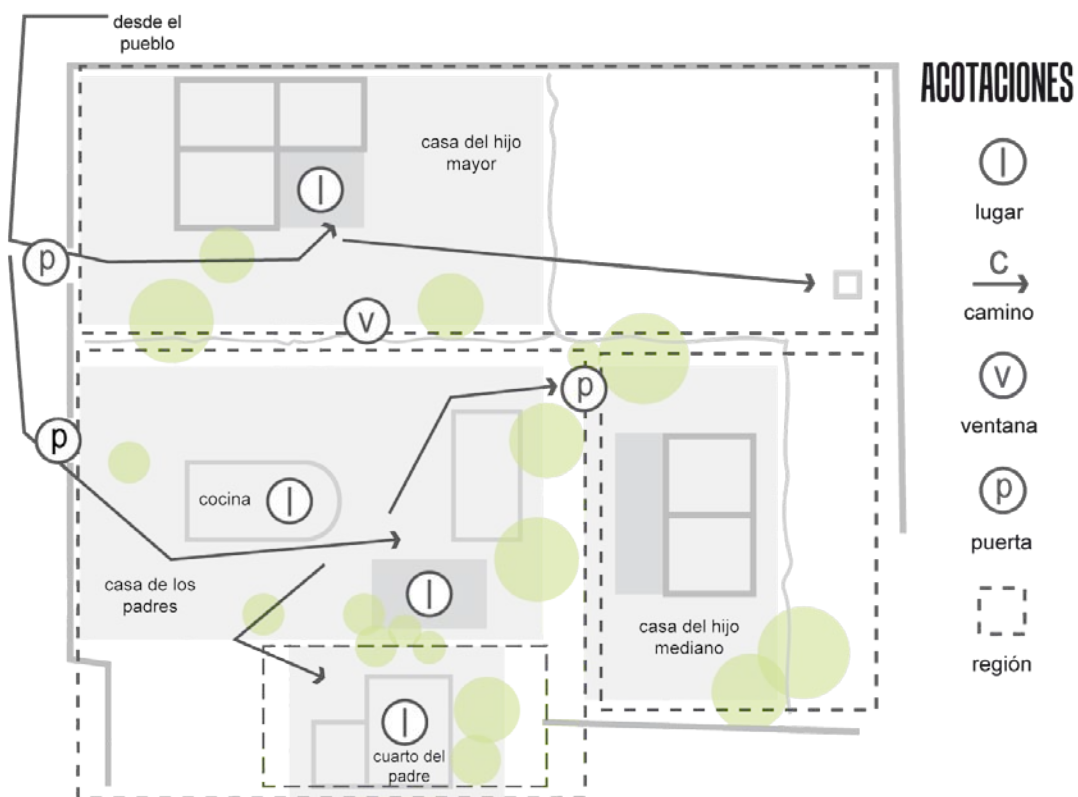 desde el
pueblo
casa del hijo
mayor
l
p
v
p
p
cocina
l
casa de los
padres
l
casa del hijo
mediano
l
cuarto del
padre
ACOTACIONES
l
lugar
C
camino
v
ventana
p
puerta
región